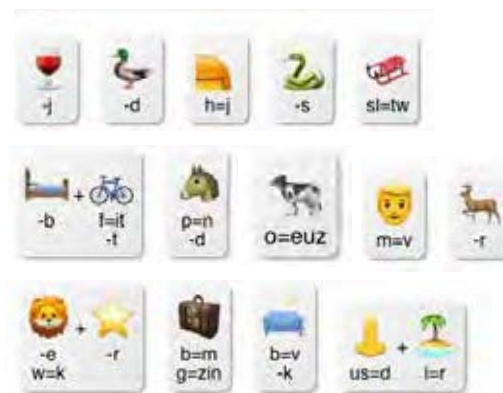 -j
-d
h=j
-s
sl=tw
+
-b
f=it
-t
p=n
-d
o=euz
m=v
-r
+
-e
w=k
-r
b=m
g=zin
b=v
-k
+
us=d
i=r